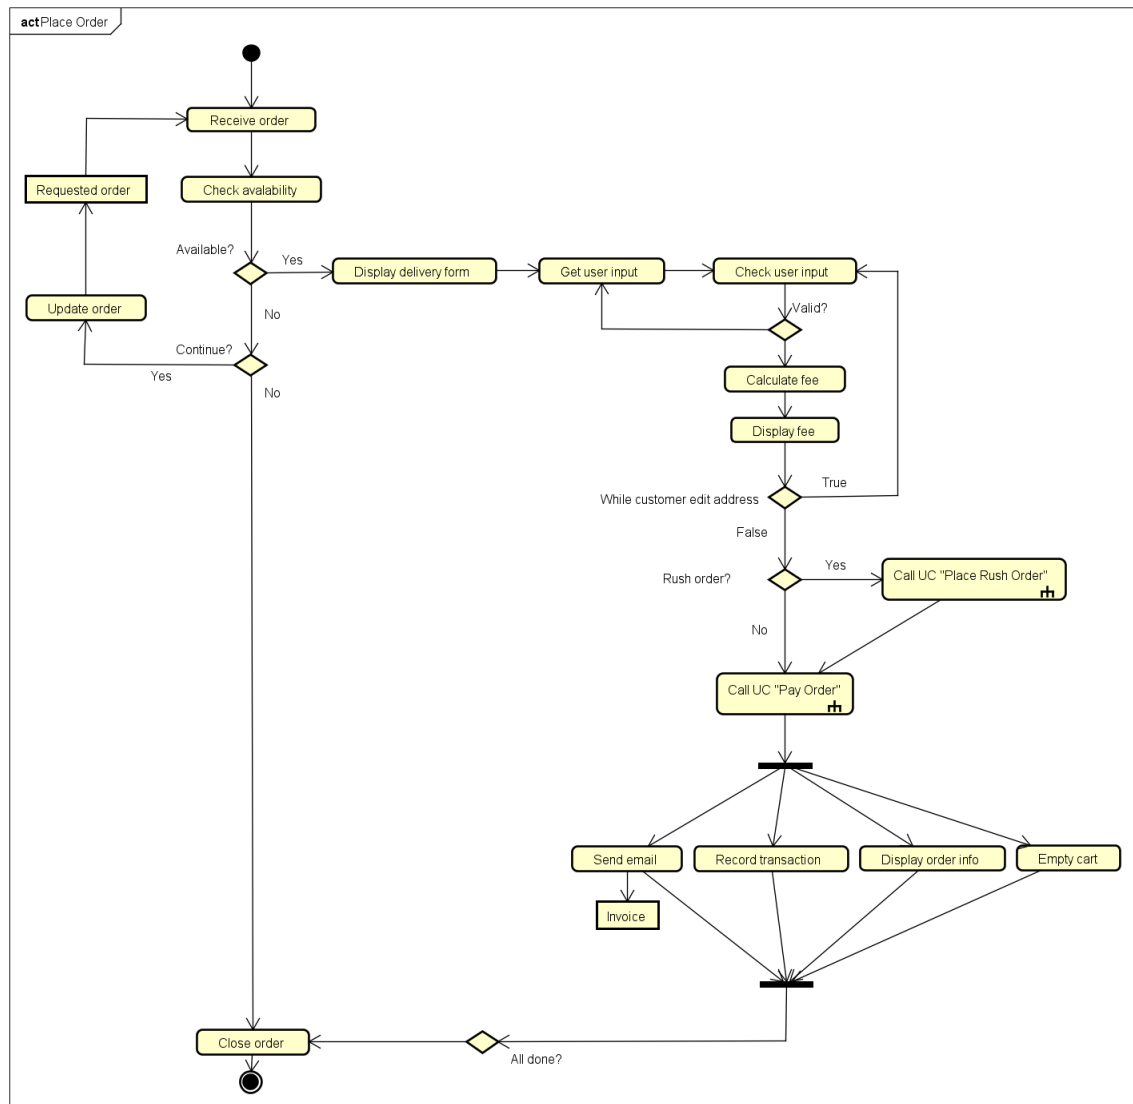 act Place Order
Receive order
Requested order
Check avalability
Available?
Yes
Display delivery form
Get user input
Check user input
Update order
No
Valid?
Continue?
Yes
No
Calculate fee
Display fee
While customer edit address
True
False
Rush order?
Yes
Call UC "Place Rush Order"
No
Call UC "Pay Order"
Send email
Record transaction
Display order info
Empty cart
Invoice
Close order
All done?